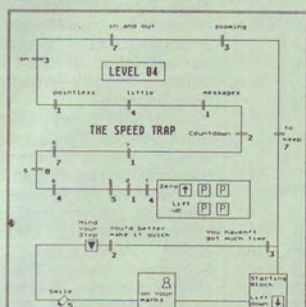 in and out
zooming
7
3
on
3
LEVEL 84
pointless
little
messages
1
4
1
to
keep
7
THE SPEED TRAP
Countdown
2
7
1
s
8
4
5
1
4
Zero
P
P
Lift
up
P
P
Mind
Your
Step
You'd better
make it quick
2
You haven't
got much time
3
Smile
5
on your
marks
Starting
Block
Lift
down